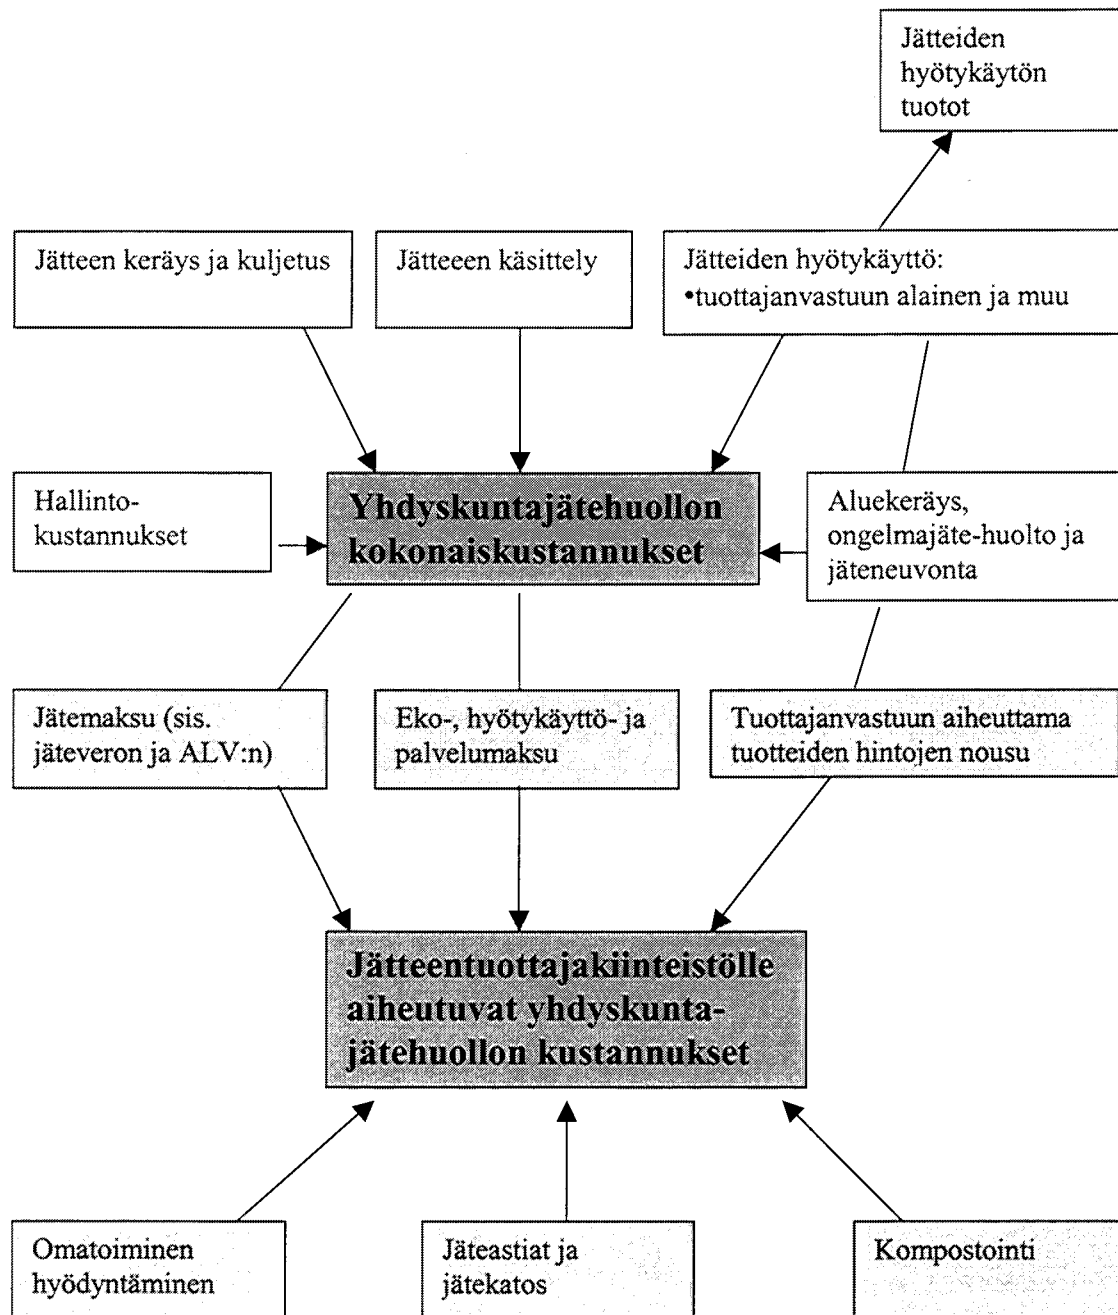 Jätteiden
hyötykäytön
tuotot
Jätteen keräys ja kuljetus
Jätteeen käsittely
Jätteiden hyötykäyttö:
•tuottajanvastuun alainen ja muu
Hallinto-
kustannukset
Yhdyskuntajätehuollon
kokonaiskustannukset
Aluekeräys,
ongelmajäte-huolto ja
jäteneuvonta
Jätemaksu (sis.
jäteveron ja ALV:n)
Eko-, hyötykäyttö- ja
palvelumaksu
Tuottajanvastuun aiheuttama
tuotteiden hintojen nousu
Jätteentuottajakiinteistölle
aiheutuvat yhdyskunta-
jätehuollon kustannukset
Omatoiminen
hyödyntäminen
Jäteastiat ja
jätekatos
Kompostointi